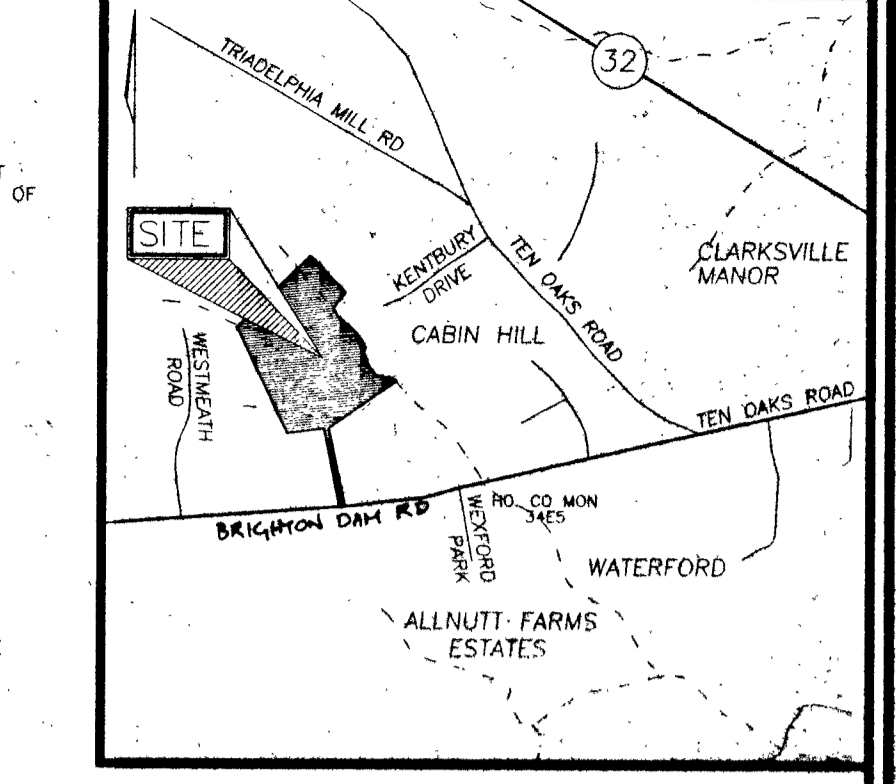 32
TRIADELPHIA MILL RD
OF
SITE
KENTBURY
DRIVE
TEN OAKS ROAD
CLARKSVILLE
MANOR
CABIN HILL
WESTMEATH
ROAD
TEN OAKS ROAD
BRIGHTON DAM RD
HO. CO MON
34E5
WEXFORD
PARK
WATERFORD
ALLNUTT FARMS
ESTATES